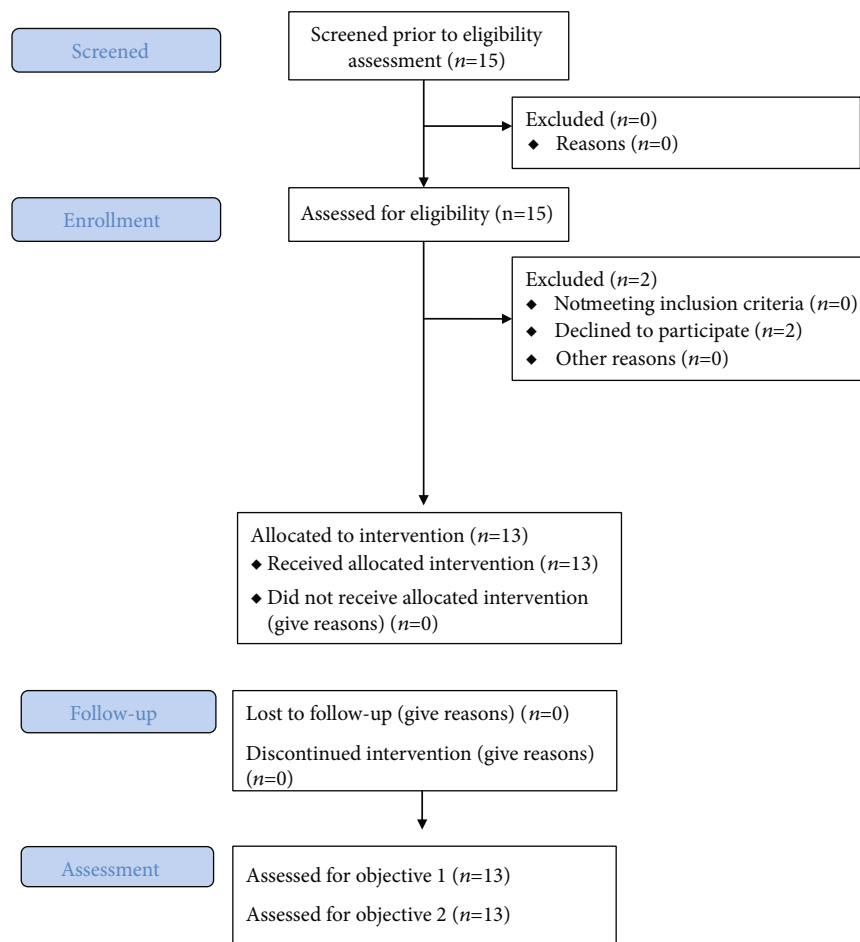 Screened
Screened prior to eligibility
assessment (n=15)
Excluded (n=0)
◆ Reasons (n=0)
Enrollment
Assessed for eligibility (n=15)
Excluded (n=2)
◆ Notmeeting inclusion criteria (n=0)
◆ Declined to participate (n=2)
◆ Other reasons (n=0)
Allocated to intervention (n=13)
◆ Received allocated intervention (n=13)
◆ Did not receive allocated intervention
(give reasons) (n=0)
Follow-up
Lost to follow-up (give reasons) (n=0)
Discontinued intervention (give reasons)
(n=0)
Assessment
Assessed for objective 1 (n=13)
Assessed for objective 2 (n=13)